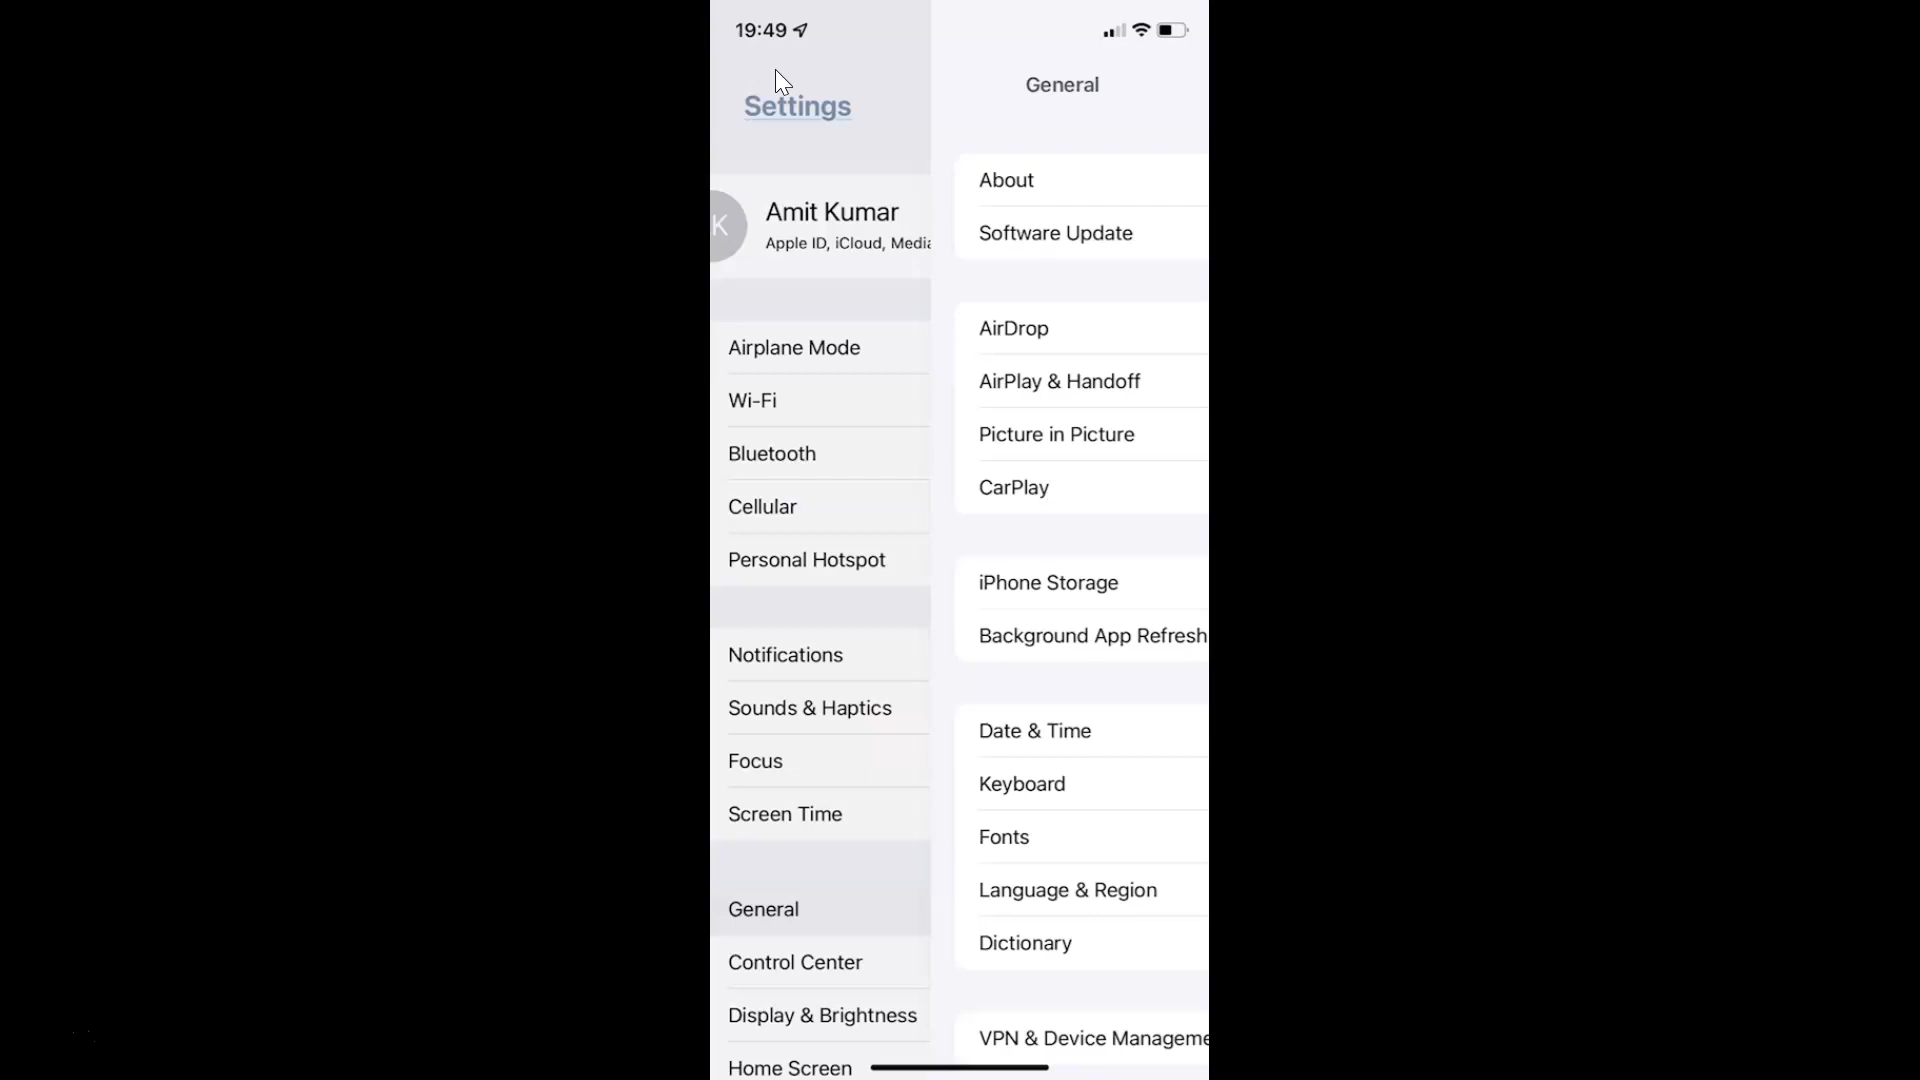 19:49
Settings
K
Amit Kumar
Apple ID, iCloud, Media
Airplane Mode
Wi-Fi
Bluetooth
Cellular
Personal Hotspot
Notifications
Sounds & Haptics
Focus
Screen Time
General
Control Center
Display & Brightness
Home Screen
General
About
Software Update
AirDrop
AirPlay & Handoff
Picture in Picture
CarPlay
iPhone Storage
Background App Refresh
Date & Time
Keyboard
Fonts
Language & Region
Dictionary
VPN & Device Manageme